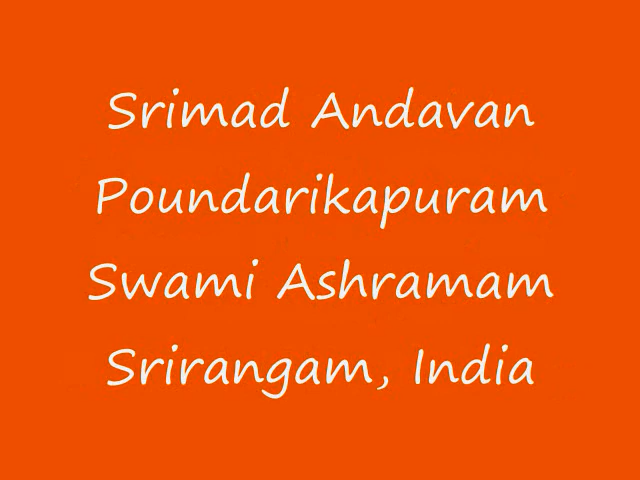 Srimad Andavan
Poundarikapuram
Swami Ashramam
Srirangam, India